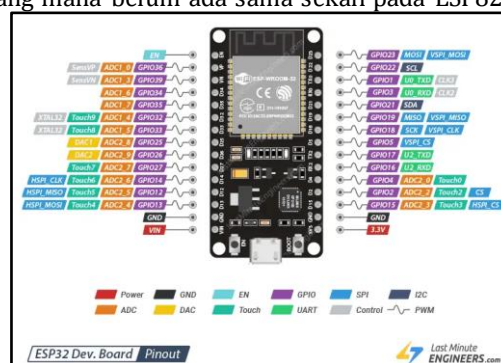 yang mana belum ada sama sekali pada ESP82
EN
SensVP ADC1_0 GPIO36
SensVN ADC1_3 GPIO39
ADC1_6 GPIO34
ADC1_7 GPIO35
XTAL32 Touch9 ADC1_4 GPIO32
XTAL32 Touch8 ADC1_5 GPIO33
DAC1 ADC2_8 GPIO25
DAC2 ADC2_9 GPIO26
Touch7 ADC2_7 GPIO27
HSPI_CLK Touch6 ADC2_6 GPIO14
HSPI_MISO Touch5 ADC2_5 GPIO12
HSPI_MOSI Touch4 ADC2_4 GPIO13
GND
VIN
ESP-WROOM-32
EN
BOOT
GPIO23 MOSI VSPI_MOSI
GPIO22 SCL
GPIO1 U0_TXD CLK3
GPIO3 U0_RXD CLK2
GPIO21 SDA
GPIO19 MISO VSPI_MISO
GPIO18 SCK VSPI_CLK
GPIO5 VSPI_CS
GPIO17 U2_TXD
GPIO16 U2_RXD
GPIO4 ADC2_0 Touch0
GPIO2 ADC2_2 Touch2 CS
GPIO15 ADC2_3 Touch3 HSPI_CS
GND
3.3V
Power GND EN GPIO SPI I2C
ADC DAC Touch UART Control PWM
ESP32 Dev. Board Pinout
Last Minute
ENGINEERS.com